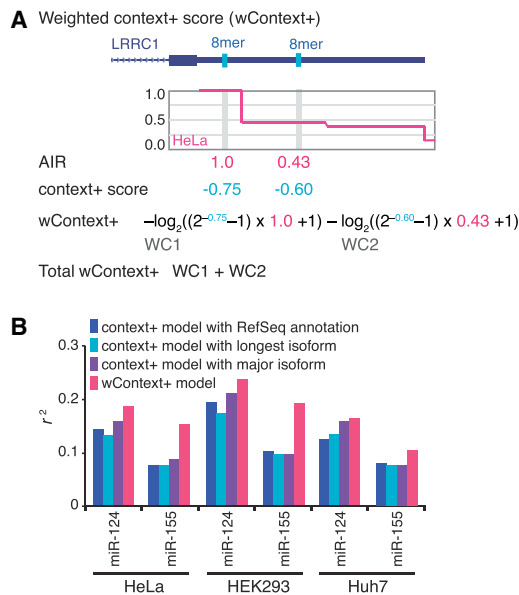 A Weighted context+ score (wContext+)
LRRC1 8mer 8mer
1.0
0.5
0.0 HeLa
AIR 1.0 0.43
context+ score -0.75 -0.60
wContext+ –log2((2–0.75–1) x 1.0 +1) – log2((2–0.60–1) x 0.43 +1)
WC1 WC2
Total wContext+ WC1 + WC2
B
context+ model with RefSeq annotation
context+ model with longest isoform
context+ model with major isoform
wContext+ model
0.3
0.2
0.1
0
r2
miR-124 miR-155 miR-124 miR-155 miR-124 miR-155
HeLa HEK293 Huh7